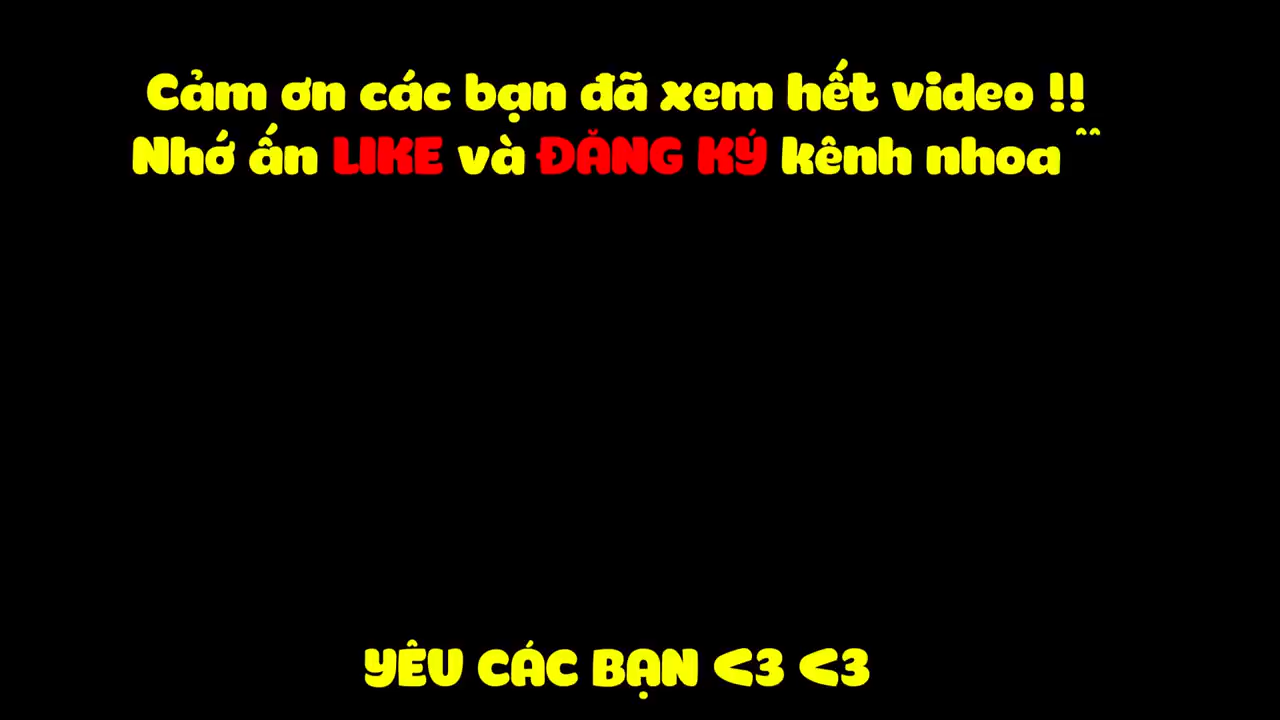 Cảm ơn các bạn đã xem hết video !!
Nhớ ấn LIKE và ĐĂNG KÝ kênh nhoa ^^
YÊU CÁC BẠN <3 <3